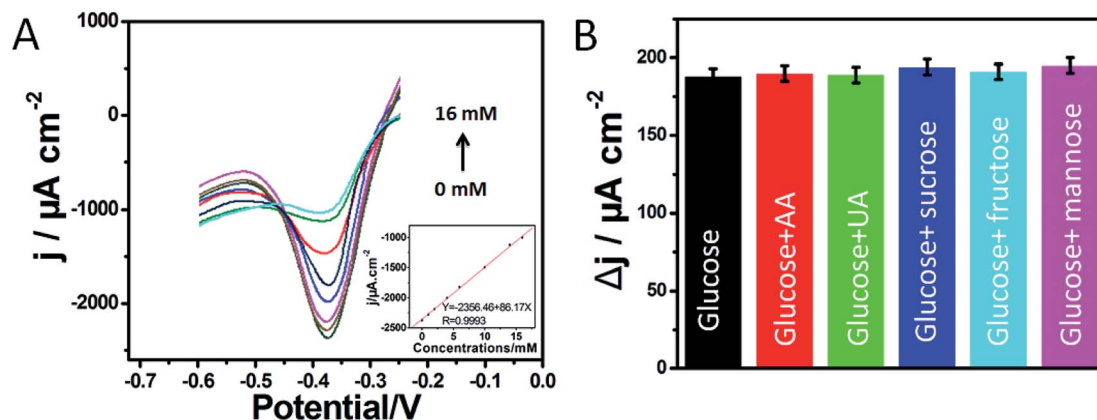 A
1000
0
-1000
-2000
j / µA cm-2
16 mM
0 mM
-1000
-1500
-2000
-2500
j/µA.cm-2
Y=-2356.46+86.17X
R=0.9993
0 5 10 15
Concentrations/mM
-0.7 -0.6 -0.5 -0.4 -0.3 -0.2 -0.1 0.0
Potential/V
B
200
150
100
50
0
Δj / µA cm-2
Glucose
Glucose+AA
Glucose+UA
Glucose+ sucrose
Glucose+ fructose
Glucose+ mannose